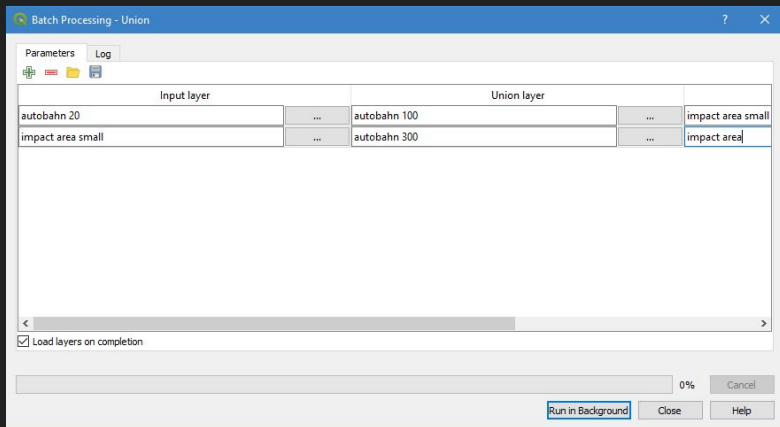 Batch Processing - Union
Parameters Log
Input layer Union layer
autobahn 20 ... autobahn 100 ... impact area small
impact area small ... autobahn 300 ... impact area
Load layers on completion
0% Cancel
Run in Background Close Help